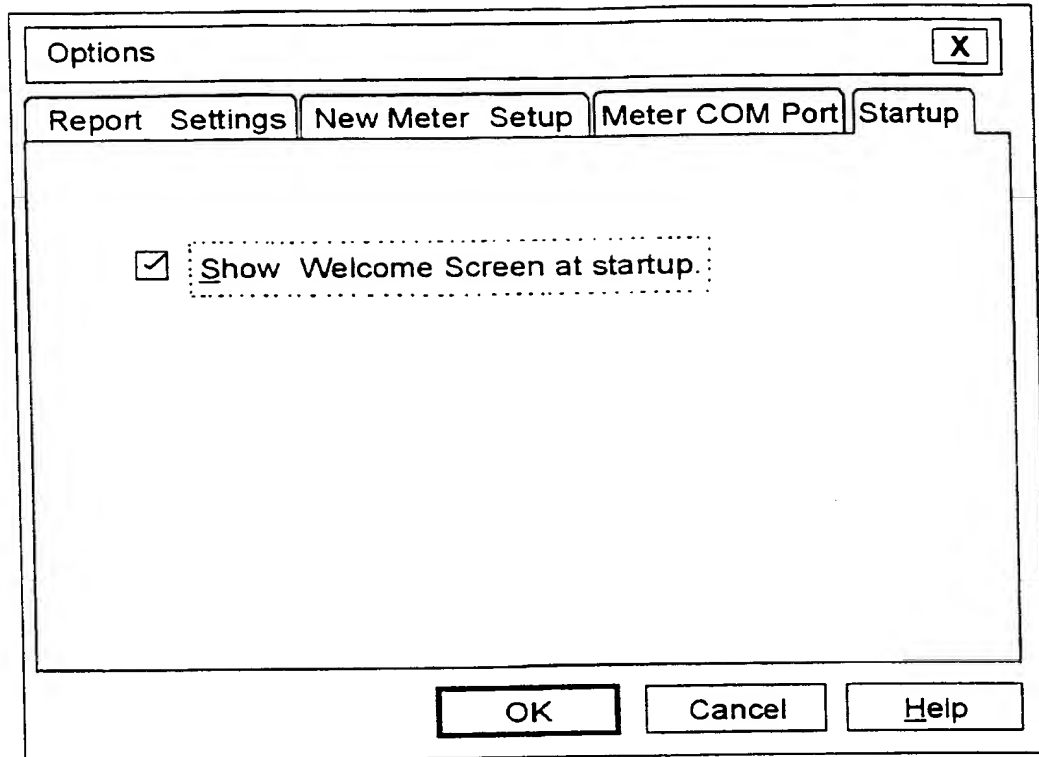 Options X
Report Settings New Meter Setup Meter COM Port Startup
Show Welcome Screen at startup.
OK Cancel Help